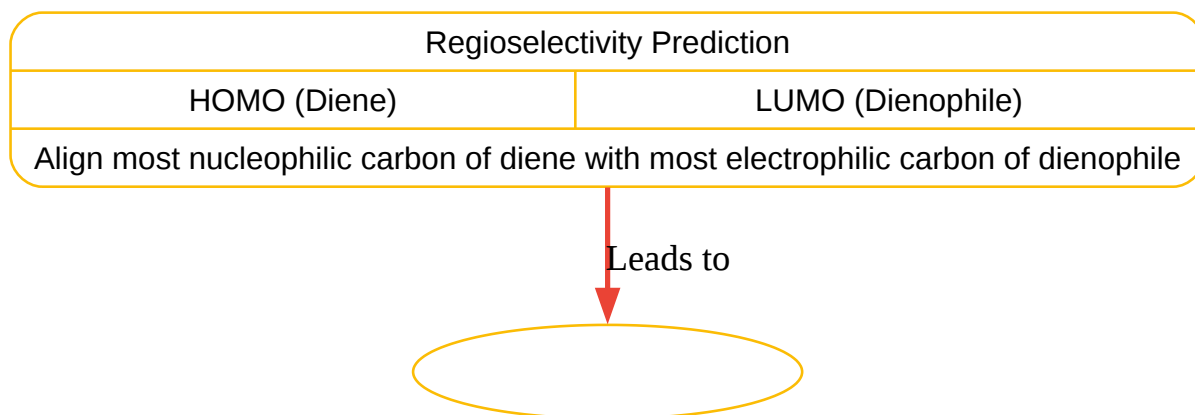 Regioselectivity Prediction
HOMO (Diene) LUMO (Dienophile)
Align most nucleophilic carbon of diene with most electrophilic carbon of dienophile
Leads to